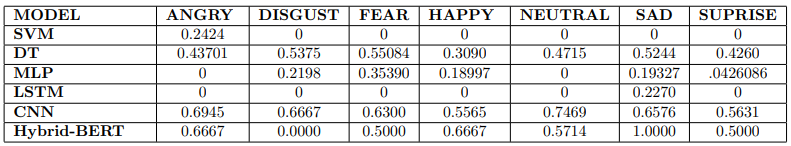 MODEL ANGRY DISGUST FEAR HAPPY NEUTRAL SAD SUPRISE
SVM 0.2424 0 0 0 0 0 0
DT 0.43701 0.5375 0.55084 0.3090 0.4715 0.5244 0.4260
MLP 0 0.2198 0.35390 0.18997 0 0.19327 .0426086
LSTM 0 0 0 0 0 0.2270 0
CNN 0.6945 0.6667 0.6300 0.5565 0.7469 0.6576 0.5631
Hybrid-BERT 0.6667 0.0000 0.5000 0.6667 0.5714 1.0000 0.5000